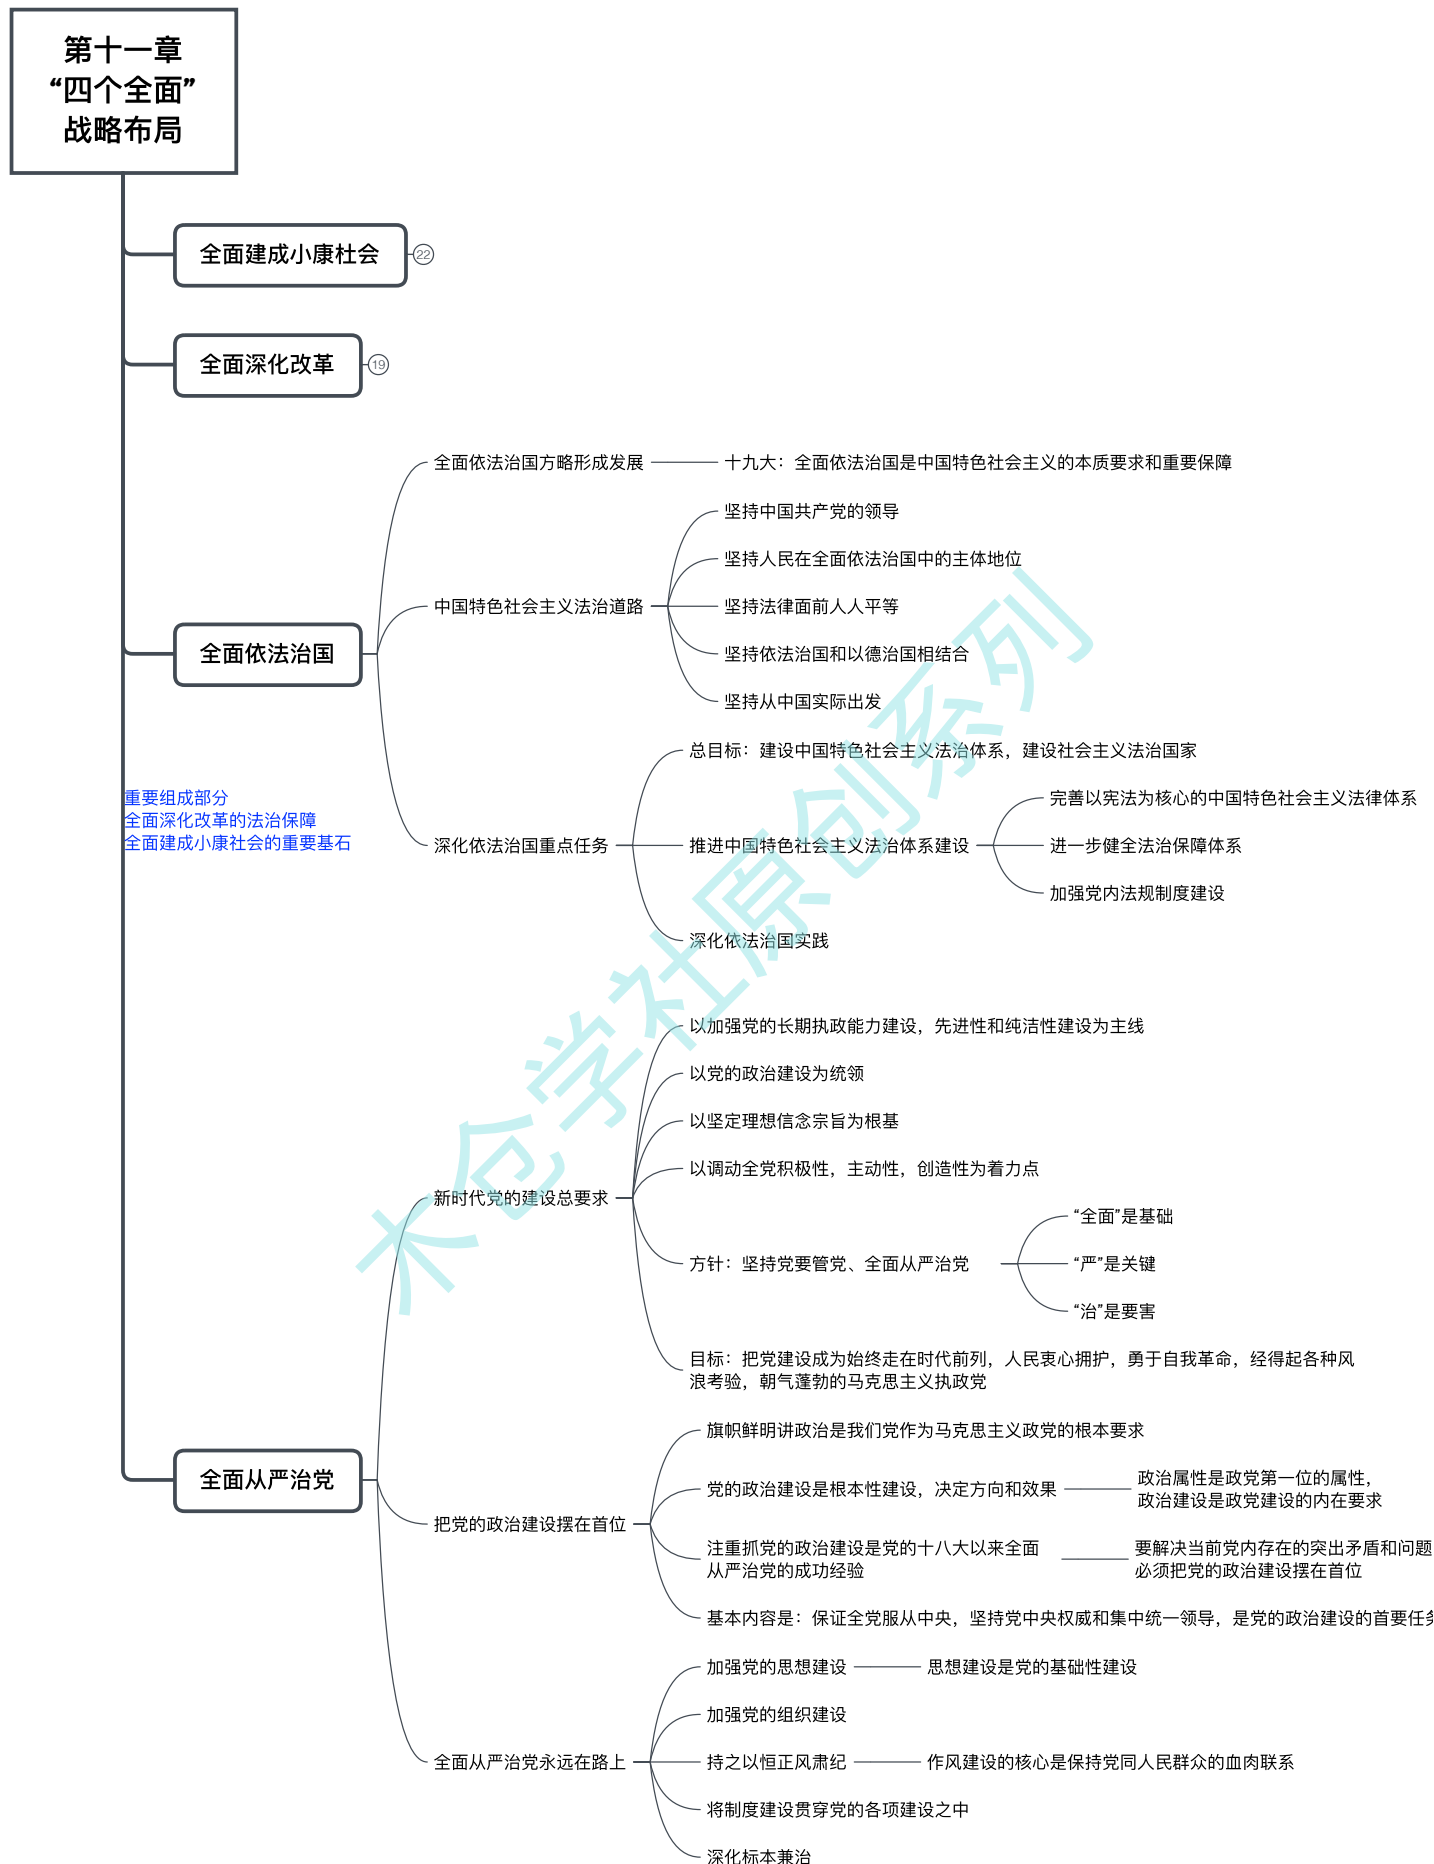 第十一章
“四个全面”
战略布局
全面建成小康杜会
22
全面深化改革
19
全面依法治国
重要组成部分
全面深化改革的法治保障
全面建成小康社会的重要基石
全面依法治国方略形成发展
十九大：全面依法治国是中国特色社会主义的本质要求和重要保障
中国特色社会主义法治道路
坚持中国共产党的领导
坚持人民在全面依法治国中的主体地位
坚持法律面前人人平等
坚持依法治国和以德治国相结合
坚持从中国实际出发
深化依法治国重点任务
总目标：建设中国特色社会主义法治体系，建设社会主义法治国家
推进中国特色社会主义法治体系建设
完善以宪法为核心的中国特色社会主义法律体系
进一步健全法治保障体系
加强党内法规制度建设
深化依法治国实践
全面从严治党
新时代党的建设总要求
以加强党的长期执政能力建设，先进性和纯洁性建设为主线
以党的政治建设为统领
以坚定理想信念宗旨为根基
以调动全党积极性，主动性，创造性为着力点
方针：坚持党要管党、全面从严治党
“全面”是基础
“严”是关键
“治”是要害
目标：把党建设成为始终走在时代前列，人民衷心拥护，勇于自我革命，经得起各种风
浪考验，朝气蓬勃的马克思主义执政党
把党的政治建设摆在首位
旗帜鲜明讲政治是我们党作为马克思主义政党的根本要求
党的政治建设是根本性建设，决定方向和效果
政治属性是政党第一位的属性，
政治建设是政党建设的内在要求
注重抓党的政治建设是党的十八大以来全面
从严治党的成功经验
要解决当前党内存在的突出矛盾和问题
必须把党的政治建设摆在首位
基本内容是：保证全党服从中央，坚持党中央权威和集中统一领导，是党的政治建设的首要任务
全面从严治党永远在路上
加强党的思想建设
思想建设是党的基础性建设
加强党的组织建设
持之以恒正风肃纪
作风建设的核心是保持党同人民群众的血肉联系
将制度建设贯穿党的各项建设之中
深化标本兼治
木仓学社原创系列